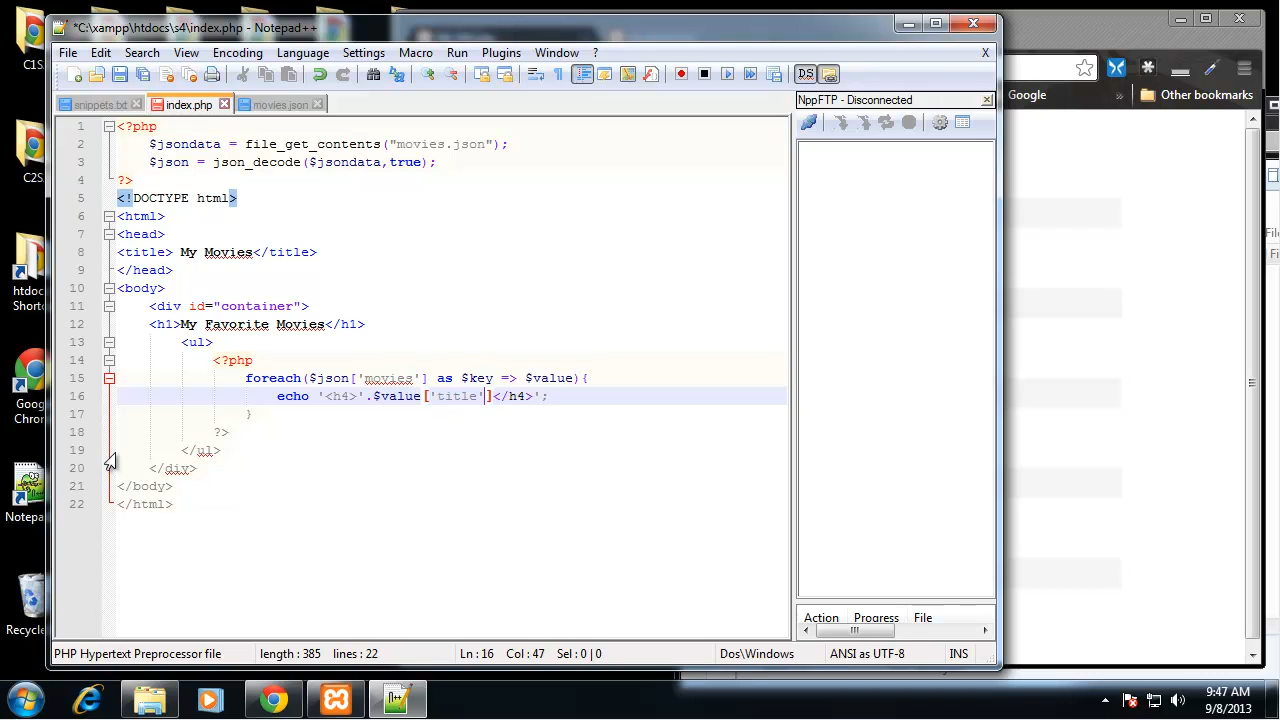 C1S
C2S
htdoc
Shorto
Goog
Chror
Notepa
Recycle
*C:\xampp\htdocs\s4\index.php - Notepad++
File Edit Search View Encoding Language Settings Macro Run Plugins Window ? X
snippets.txt index.php movies.json
NppFTP - Disconnected
1 <?php
2 $jsondata = file_get_contents("movies.json");
3 $json = json_decode($jsondata,true);
4 ?>
5 <!DOCTYPE html>
6 <html>
7 <head>
8 <title> My Movies</title>
9 </head>
10 <body>
11 <div id="container">
12 <h1>My Favorite Movies</h1>
13 <ul>
14 <?php
15 foreach($json['movies'] as $key => $value){
16 echo '<h4>'.$value['title']</h4>';
17 }
18 ?>
19 </ul>
20 </div>
21 </body>
22 </html>
Action Progress File
PHP Hypertext Preprocessor file length : 385 lines : 22 Ln : 16 Col : 47 Sel : 0 | 0 Dos\Windows ANSI as UTF-8 INS
Google » Other bookmarks
File
Fi
9:47 AM
9/8/2013